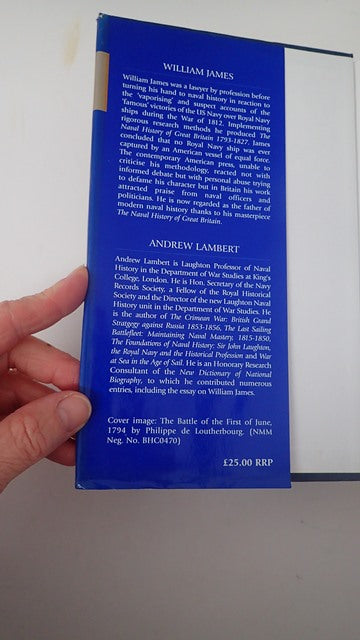 WILLIAM JAMES
William James was a lawyer by profession before
turning his hand to naval history in reaction to
the 'vaporising' and suspect accounts of the
'famous' victories of the US Navy over Royal Navy
ships during the War of 1812. Implementing
rigorous research methods he produced The
Naval History of Great Britain 1793-1827. James
concluded that no Royal Navy ship was ever
captured by an American vessel of equal force.
The contemporary American press, unable to
criticise his methodology, reacted not with
informed debate but with personal abuse trying
to defame his character but in Britain his work
attracted praise from naval officers and
politicians. He is now regarded as the father of
modern naval history thanks to his masterpiece
The Naval History of Great Britain.
ANDREW LAMBERT
Andrew Lambert is Laughton Professor of Naval
History in the Department of War Studies at King's
College, London. He is Hon. Secretary of the Navy
Records Society, a Fellow of the Royal Historical
Society and the Director of the new Laughton Naval
History unit in the Department of War Studies. He
is the author of The Crimean War: British Grand
Strategy against Russia 1853-1856, The Last Sailing
Battlefleet: Maintaining Naval Mastery, 1815-1850,
The Foundations of Naval History: Sir John Laughton,
the Royal Navy and the Historical Profession and War
at Sea in the Age of Sail. He is an Honorary Research
Consultant of the New Dictionary of National
Biography, to which he contributed numerous
entries, including the essay on William James.
Cover image: The Battle of the First of June,
1794 by Philippe de Loutherbourg. (NMM
Neg. No. BHC0470)
£25.00 RRP